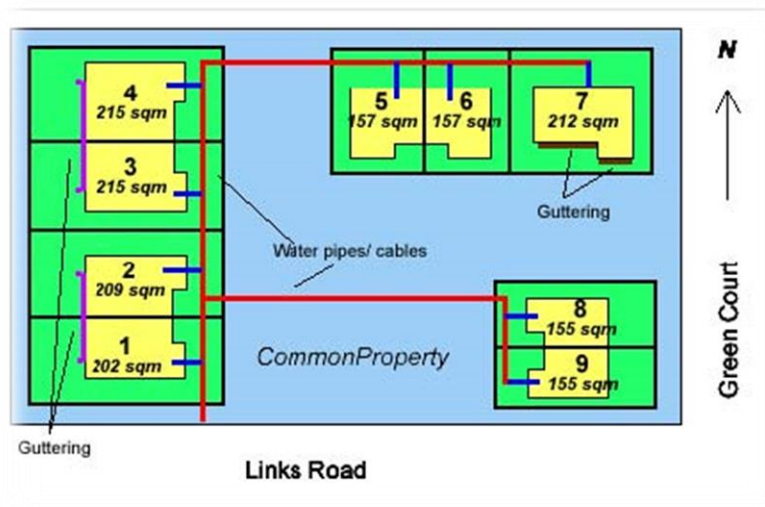 N
4
215 sqm
3
215 sqm
2
209 sqm
1
202 sqm
5
157 sqm
6
157 sqm
7
212 sqm
Guttering
Water pipes/ cables
8
155 sqm
9
155 sqm
CommonProperty
Green Court
Guttering
Links Road